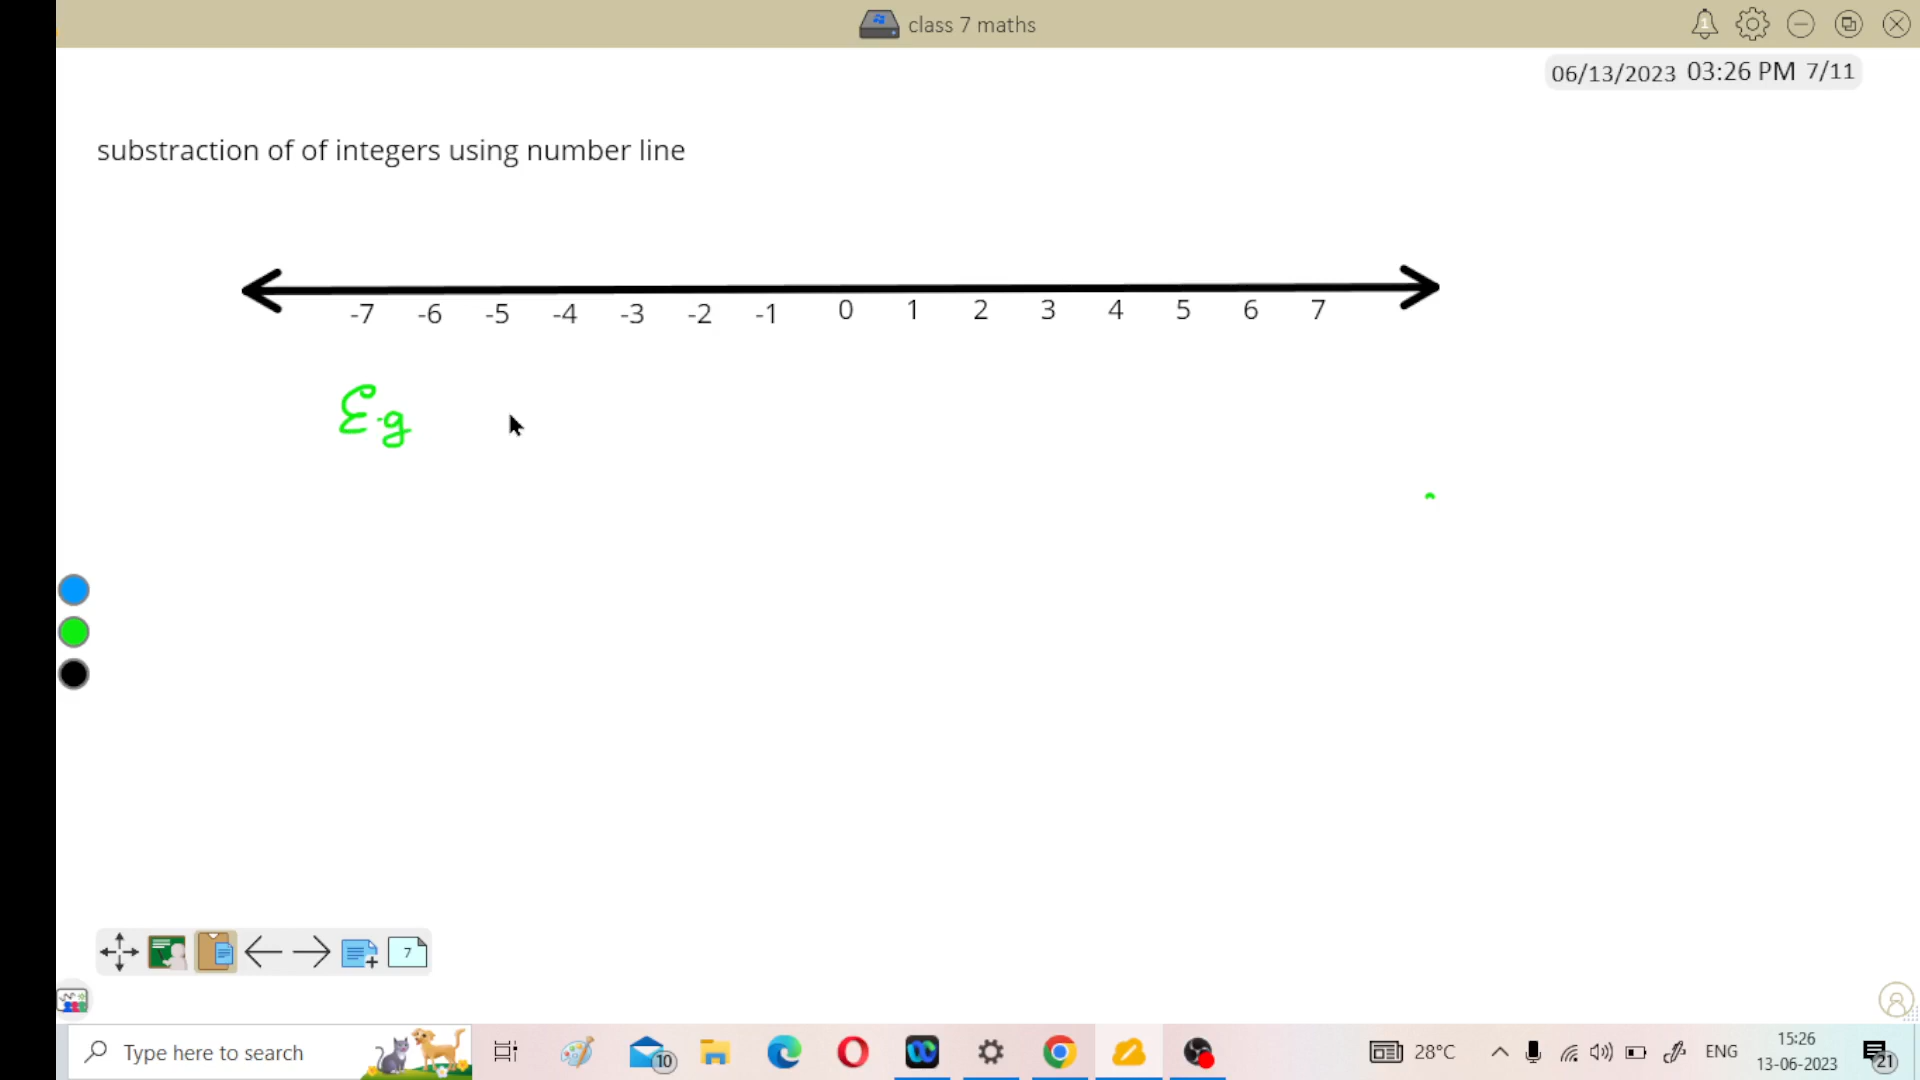 class 7 maths
06/13/2023 03:26 PM 7/11
substraction of of integers using number line
-7 -6 -5 -4 -3 -2 -1 0 1 2 3 4 5 6 7
E.g
7
Type here to search
10
28°C
ENG
15:26
13-06-2023
21